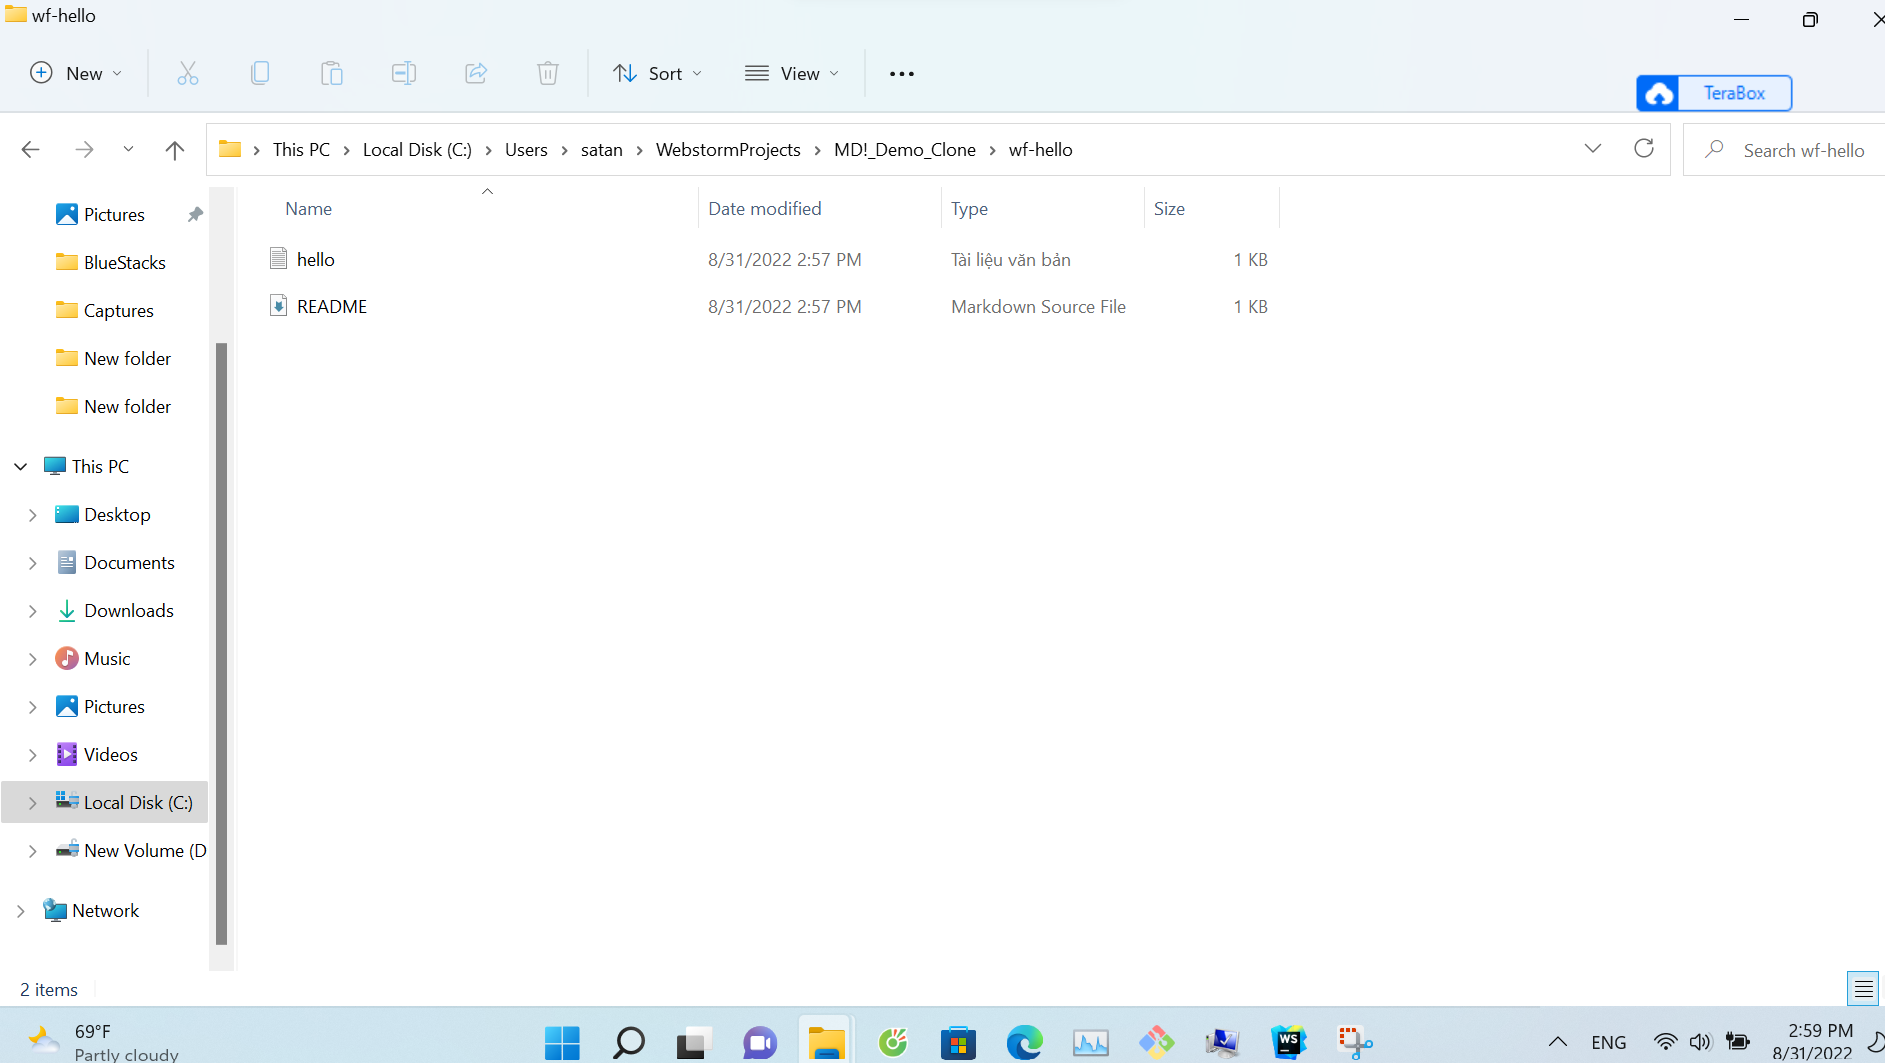 wf-hello
New
Sort
View
TeraBox
This PC
Local Disk (C:)
Users
satan
WebstormProjects
MD!_Demo_Clone
wf-hello
Search wf-hello
Name
Date modified
Type
Size
hello
8/31/2022 2:57 PM
Tài liệu văn bản
1 KB
README
8/31/2022 2:57 PM
Markdown Source File
1 KB
Pictures
BlueStacks
Captures
New folder
New folder
This PC
Desktop
Documents
Downloads
Music
Pictures
Videos
Local Disk (C:)
New Volume (D
Network
2 items
69°F
Partly cloudy
WS
ENG
2:59 PM
8/31/2022